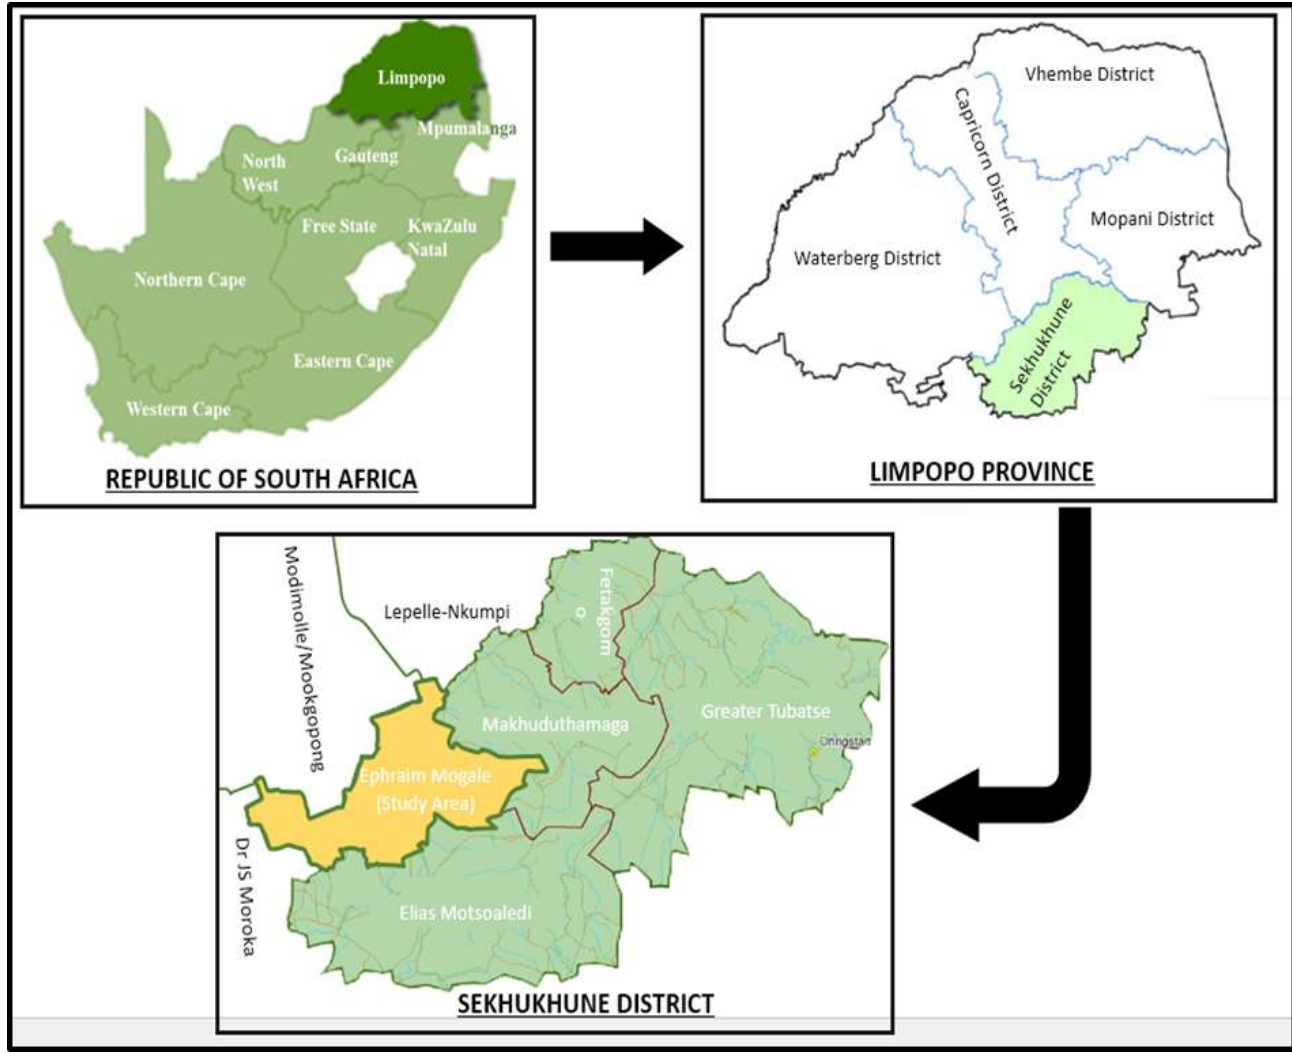 Limpopo
Mpumalanga
North
West
Gauteng
Free State
KwaZulu
Natal
Northern Cape
Eastern Cape
Western Cape
REPUBLIC OF SOUTH AFRICA
Vhembe District
Capricorn District
Mopani District
Waterberg District
Sekhukhune
District
LIMPOPO PROVINCE
Modimolle/Mookgopong
Lepelle-Nkumpi
Fetakgom
Makhuduthamaga
Greater Tubatse
Ohrigstad
Ephraim Mogale
(Study Area)
Dr JS Moroka
Elias Motsoaledi
SEKHUKHUNE DISTRICT